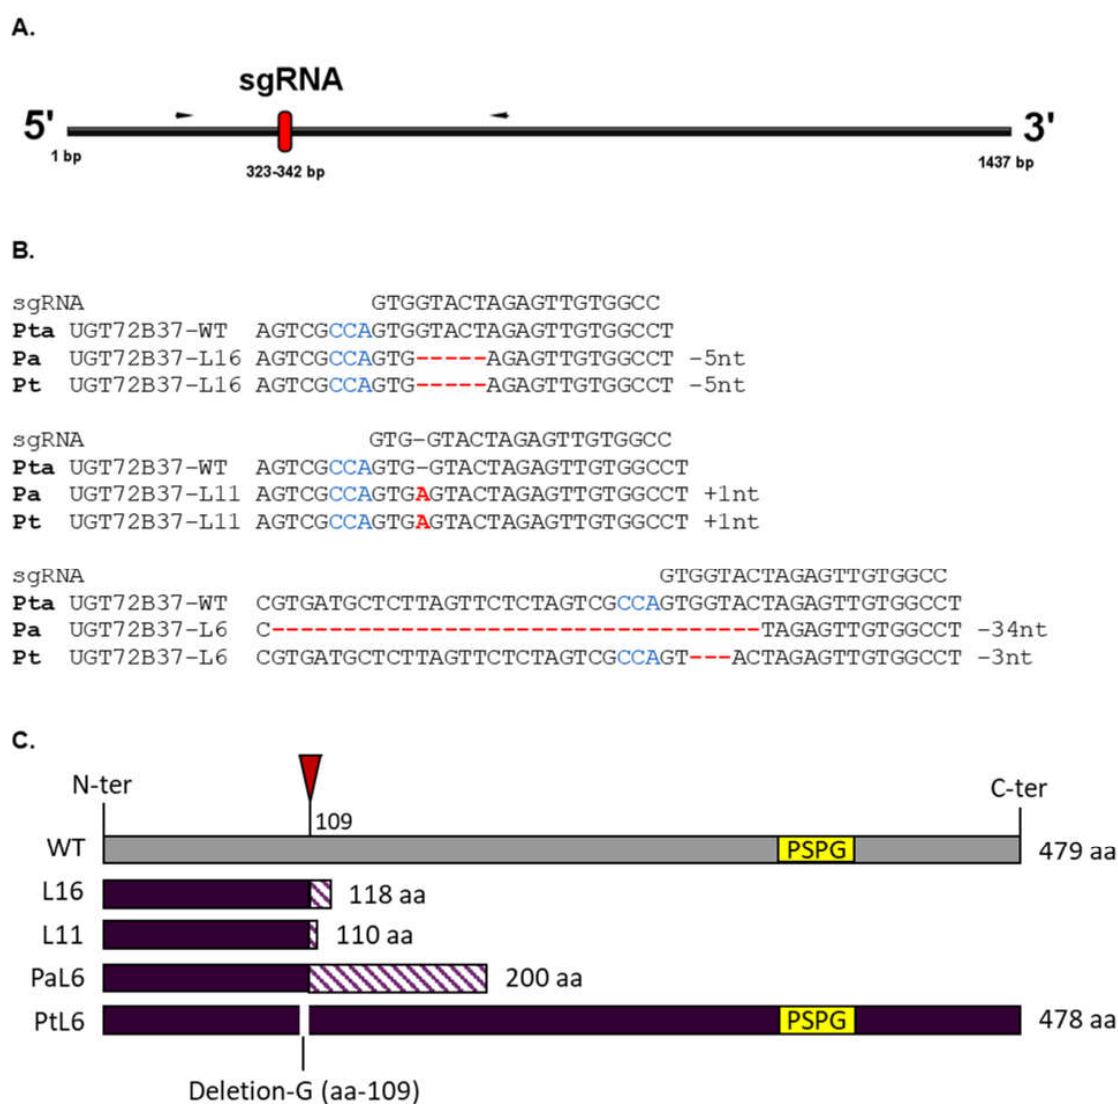 A.
sgRNA
5'
3'
1 bp
323-342 bp
1437 bp
B.
sgRNA GTGGTACTAGAGTTGTGGCC
Pta UGT72B37-WT AGTCGCCAGTGGTACTAGAGTTGTGGCCT
Pa UGT72B37-L16 AGTCGCCAGTG-----AGAGTTGTGGCCT -5nt
Pt UGT72B37-L16 AGTCGCCAGTG-----AGAGTTGTGGCCT -5nt
sgRNA GTG-GTACTAGAGTTGTGGCC
Pta UGT72B37-WT AGTCGCCAGTG-GTACTAGAGTTGTGGCCT
Pa UGT72B37-L11 AGTCGCCAGTGAGTACTAGAGTTGTGGCCT +1nt
Pt UGT72B37-L11 AGTCGCCAGTGAGTACTAGAGTTGTGGCCT +1nt
sgRNA GTGGTACTAGAGTTGTGGCC
Pta UGT72B37-WT CGTGATGCTCTTAGTTCTCTAGTCGCCAGTGGTACTAGAGTTGTGGCCT
Pa UGT72B37-L6 C----------------------------------TAGAGTTGTGGCCT -34nt
Pt UGT72B37-L6 CGTGATGCTCTTAGTTCTCTAGTCGCCAGT---ACTAGAGTTGTGGCCT -3nt
C.
N-ter
C-ter
109
WT PSPG 479 aa
L16 118 aa
L11 110 aa
PaL6 200 aa
PtL6 PSPG 478 aa
Deletion-G (aa-109)